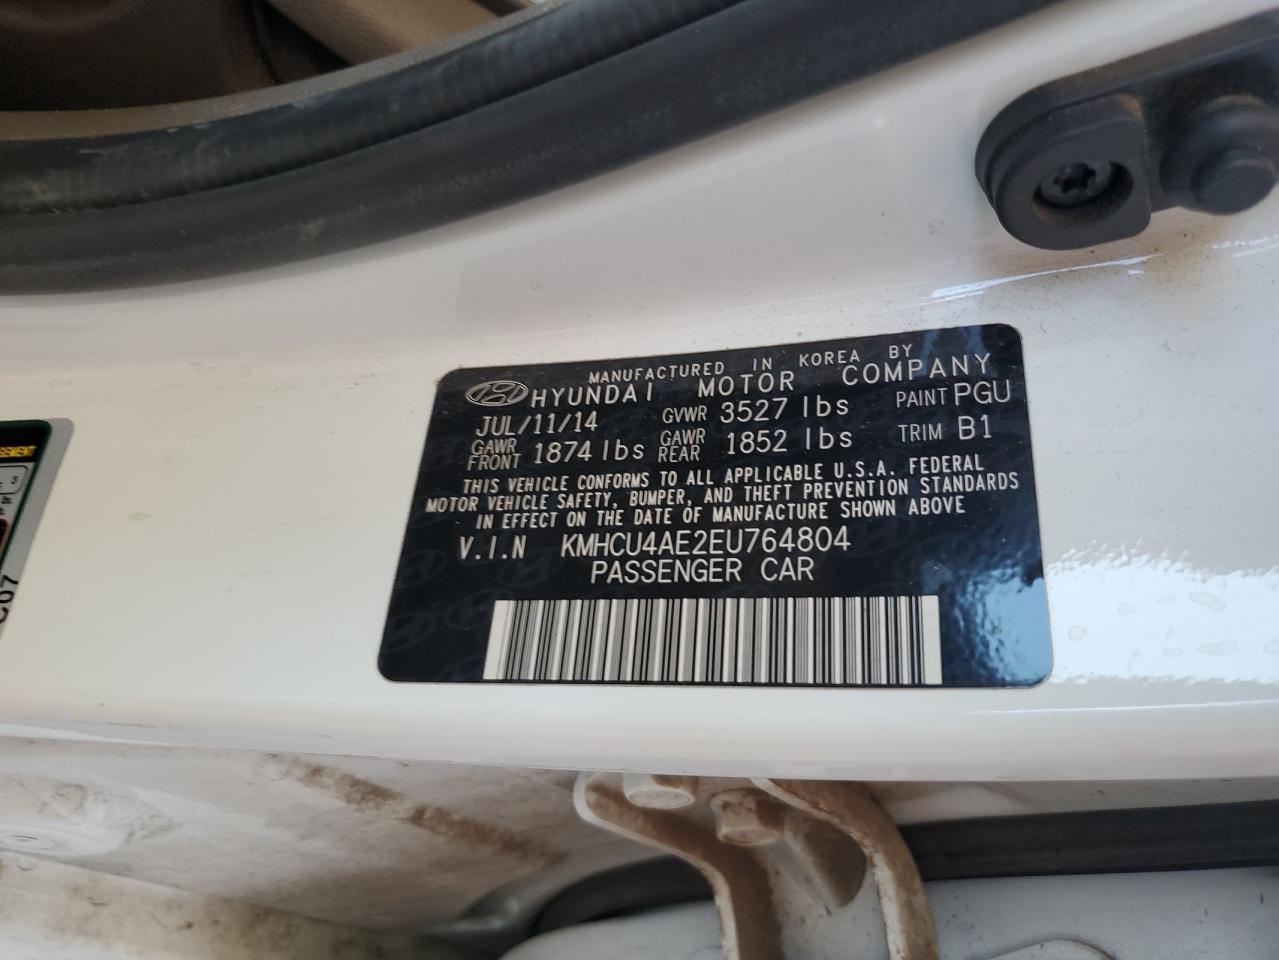 MANUFACTURED IN KOREA BY
HYUNDAI MOTOR COMPANY
JUL/11/14 GVWR 3527 lbs PAINT PGU
GAWR FRONT 1874 lbs GAWR REAR 1852 lbs TRIM B1
THIS VEHICLE CONFORMS TO ALL APPLICABLE U.S.A. FEDERAL
MOTOR VEHICLE SAFETY, BUMPER, AND THEFT PREVENTION STANDARDS
IN EFFECT ON THE DATE OF MANUFACTURE SHOWN ABOVE
V.I.N KMHCU4AE2EU764804
PASSENGER CAR
C07